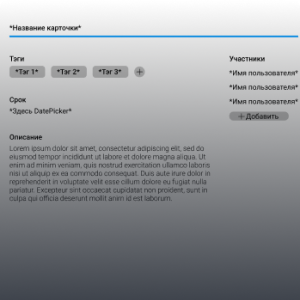 *Название карточки*
Тэги
*Тэг 1* *Тэг 2* *Тэг 3* +
Участники
*Имя пользователя*
*Имя пользователя*
*Имя пользователя*
+ Добавить
Срок
*Здесь DatePicker*
Описание
Lorem ipsum dolor sit amet, consectetur adipiscing elit, sed do
eiusmod tempor incididunt ut labore et dolore magna aliqua. Ut
enim ad minim veniam, quis nostrud exercitation ullamco laboris
nisi ut aliquip ex ea commodo consequat. Duis aute irure dolor in
reprehenderit in voluptate velit esse cillum dolore eu fugiat nulla
pariatur. Excepteur sint occaecat cupidatat non proident, sunt in
culpa qui officia deserunt mollit anim id est laborum.